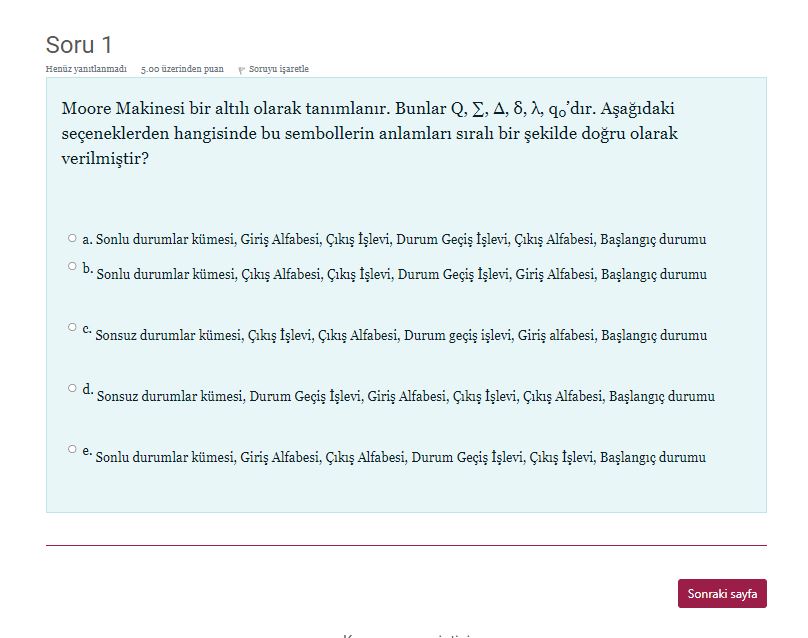 Soru 1
Henüz yanıtlanmadı 5.00 üzerinden puan Soruyu işaretle
Moore Makinesi bir altılı olarak tanımlanır. Bunlar Q, ∑, Δ, δ, λ, q₀’dır. Aşağıdaki
seçeneklerden hangisinde bu sembollerin anlamları sıralı bir şekilde doğru olarak
verilmiştir?
a. Sonlu durumlar kümesi, Giriş Alfabesi, Çıkış İşlevi, Durum Geçiş İşlevi, Çıkış Alfabesi, Başlangıç durumu
b. Sonlu durumlar kümesi, Çıkış Alfabesi, Çıkış İşlevi, Durum Geçiş İşlevi, Giriş Alfabesi, Başlangıç durumu
c. Sonsuz durumlar kümesi, Çıkış İşlevi, Çıkış Alfabesi, Durum geçiş işlevi, Giriş alfabesi, Başlangıç durumu
d. Sonsuz durumlar kümesi, Durum Geçiş İşlevi, Giriş Alfabesi, Çıkış İşlevi, Çıkış Alfabesi, Başlangıç durumu
e. Sonlu durumlar kümesi, Giriş Alfabesi, Çıkış Alfabesi, Durum Geçiş İşlevi, Çıkış İşlevi, Başlangıç durumu
Sonraki sayfa